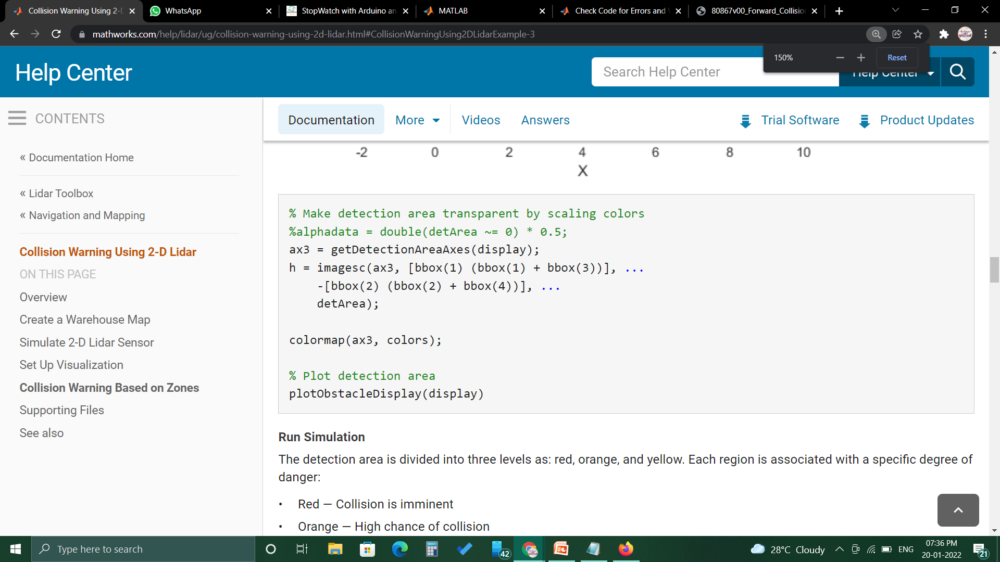 Collision Warning Using 2-D
WhatsApp
StopWatch with Arduino an
MATLAB
Check Code for Errors and
80867v00_Forward_Collisio
mathworks.com/help/lidar/ug/collision-warning-using-2d-lidar.html#CollisionWarningUsing2DLidarExample-3
150%
Reset
Help Center
Search Help Center
Help Center
CONTENTS
Documentation
More
Videos
Answers
Trial Software
Product Updates
« Documentation Home
« Lidar Toolbox
« Navigation and Mapping
Collision Warning Using 2-D Lidar
ON THIS PAGE
Overview
Create a Warehouse Map
Simulate 2-D Lidar Sensor
Set Up Visualization
Collision Warning Based on Zones
Supporting Files
See also
-2 0 2 4 6 8 10
X
% Make detection area transparent by scaling colors
%alphadata = double(detArea ~= 0) * 0.5;
ax3 = getDetectionAreaAxes(display);
h = imagesc(ax3, [bbox(1) (bbox(1) + bbox(3))], ...
-[bbox(2) (bbox(2) + bbox(4))], ...
detArea);
colormap(ax3, colors);
% Plot detection area
plotObstacleDisplay(display)
Run Simulation
The detection area is divided into three levels as: red, orange, and yellow. Each region is associated with a specific degree of
danger:
• Red — Collision is imminent
• Orange — High chance of collision
Type here to search
42
28°C Cloudy
ENG
07:36 PM
20-01-2022
21